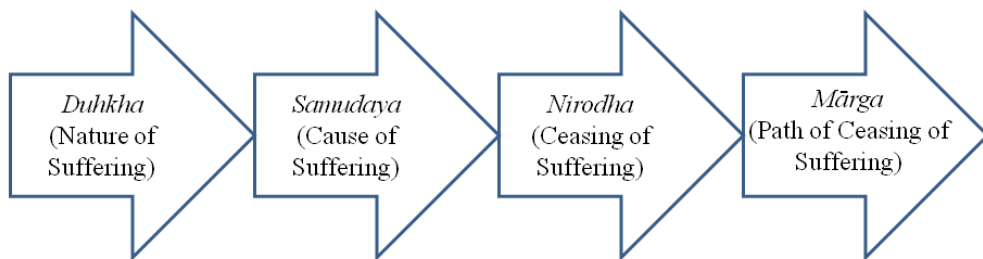 Duhkha
(Nature of
Suffering)
Samudaya
(Cause of
Suffering)
Nirodha
(Ceasing of
Suffering)
Mārga
(Path of Ceasing of
Suffering)